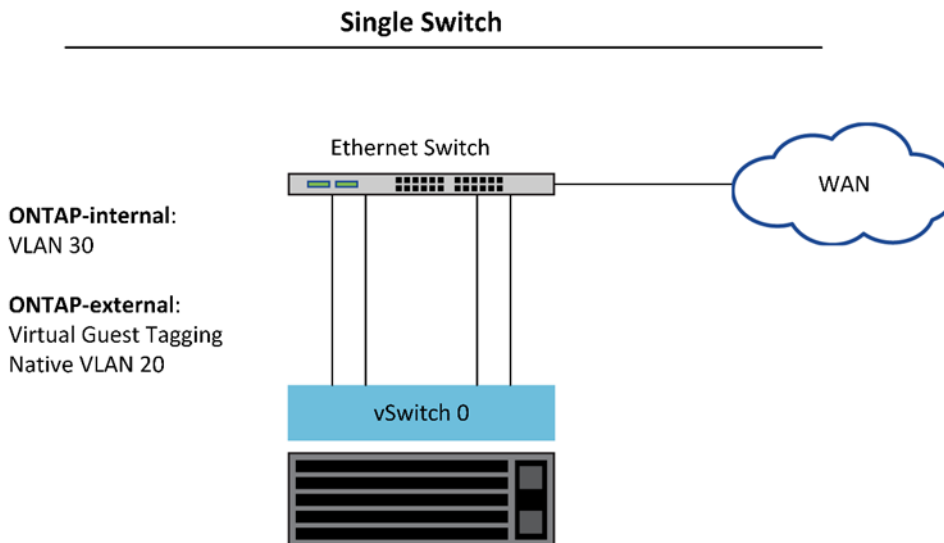 Single Switch
Ethernet Switch
WAN
ONTAP-internal:
VLAN 30
ONTAP-external:
Virtual Guest Tagging
Native VLAN 20
vSwitch 0